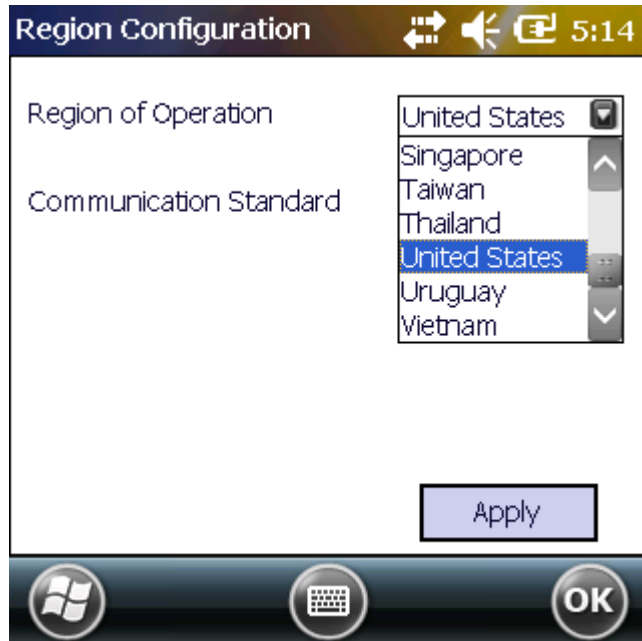 Region Configuration 5:14
Region of Operation United States
Singapore
Communication Standard Taiwan
Thailand
United States
Uruguay
Vietnam
Apply
OK